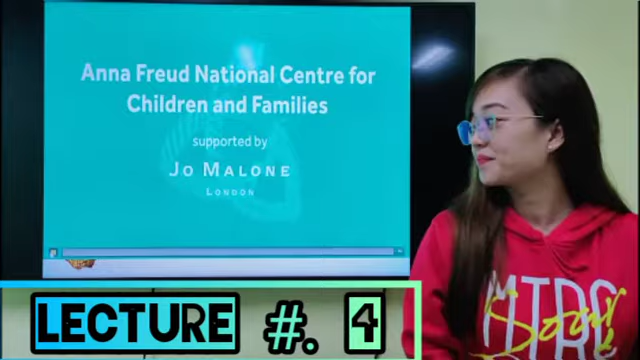 Anna Freud National Centre for
Children and Families
supported by
JO MALONE
LONDON
LECTURE #. 4